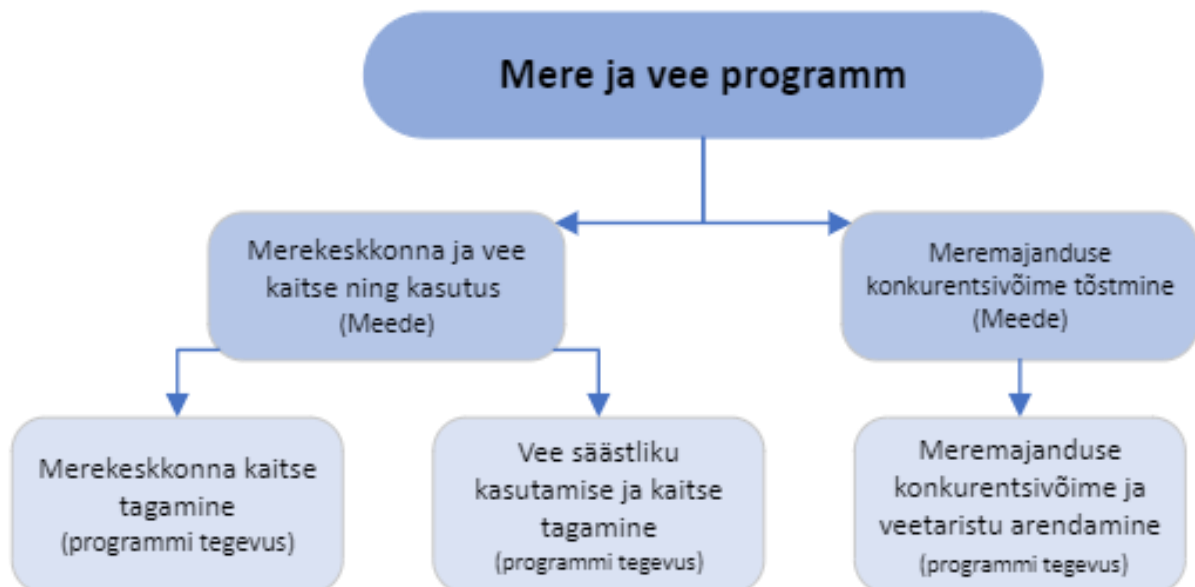 Mere ja vee programm
Merekeskkonna ja vee
kaitse ning kasutus
(Meede)
Meremajanduse
konkurentsivõime tõstmine
(Meede)
Merekeskkonna kaitse
tagamine
(programmi tegevus)
Vee säästliku
kasutamise ja kaitse
tagamine
(programmi tegevus)
Meremajanduse
konkurentsivõime ja
veetaristu arendamine
(programmi tegevus)